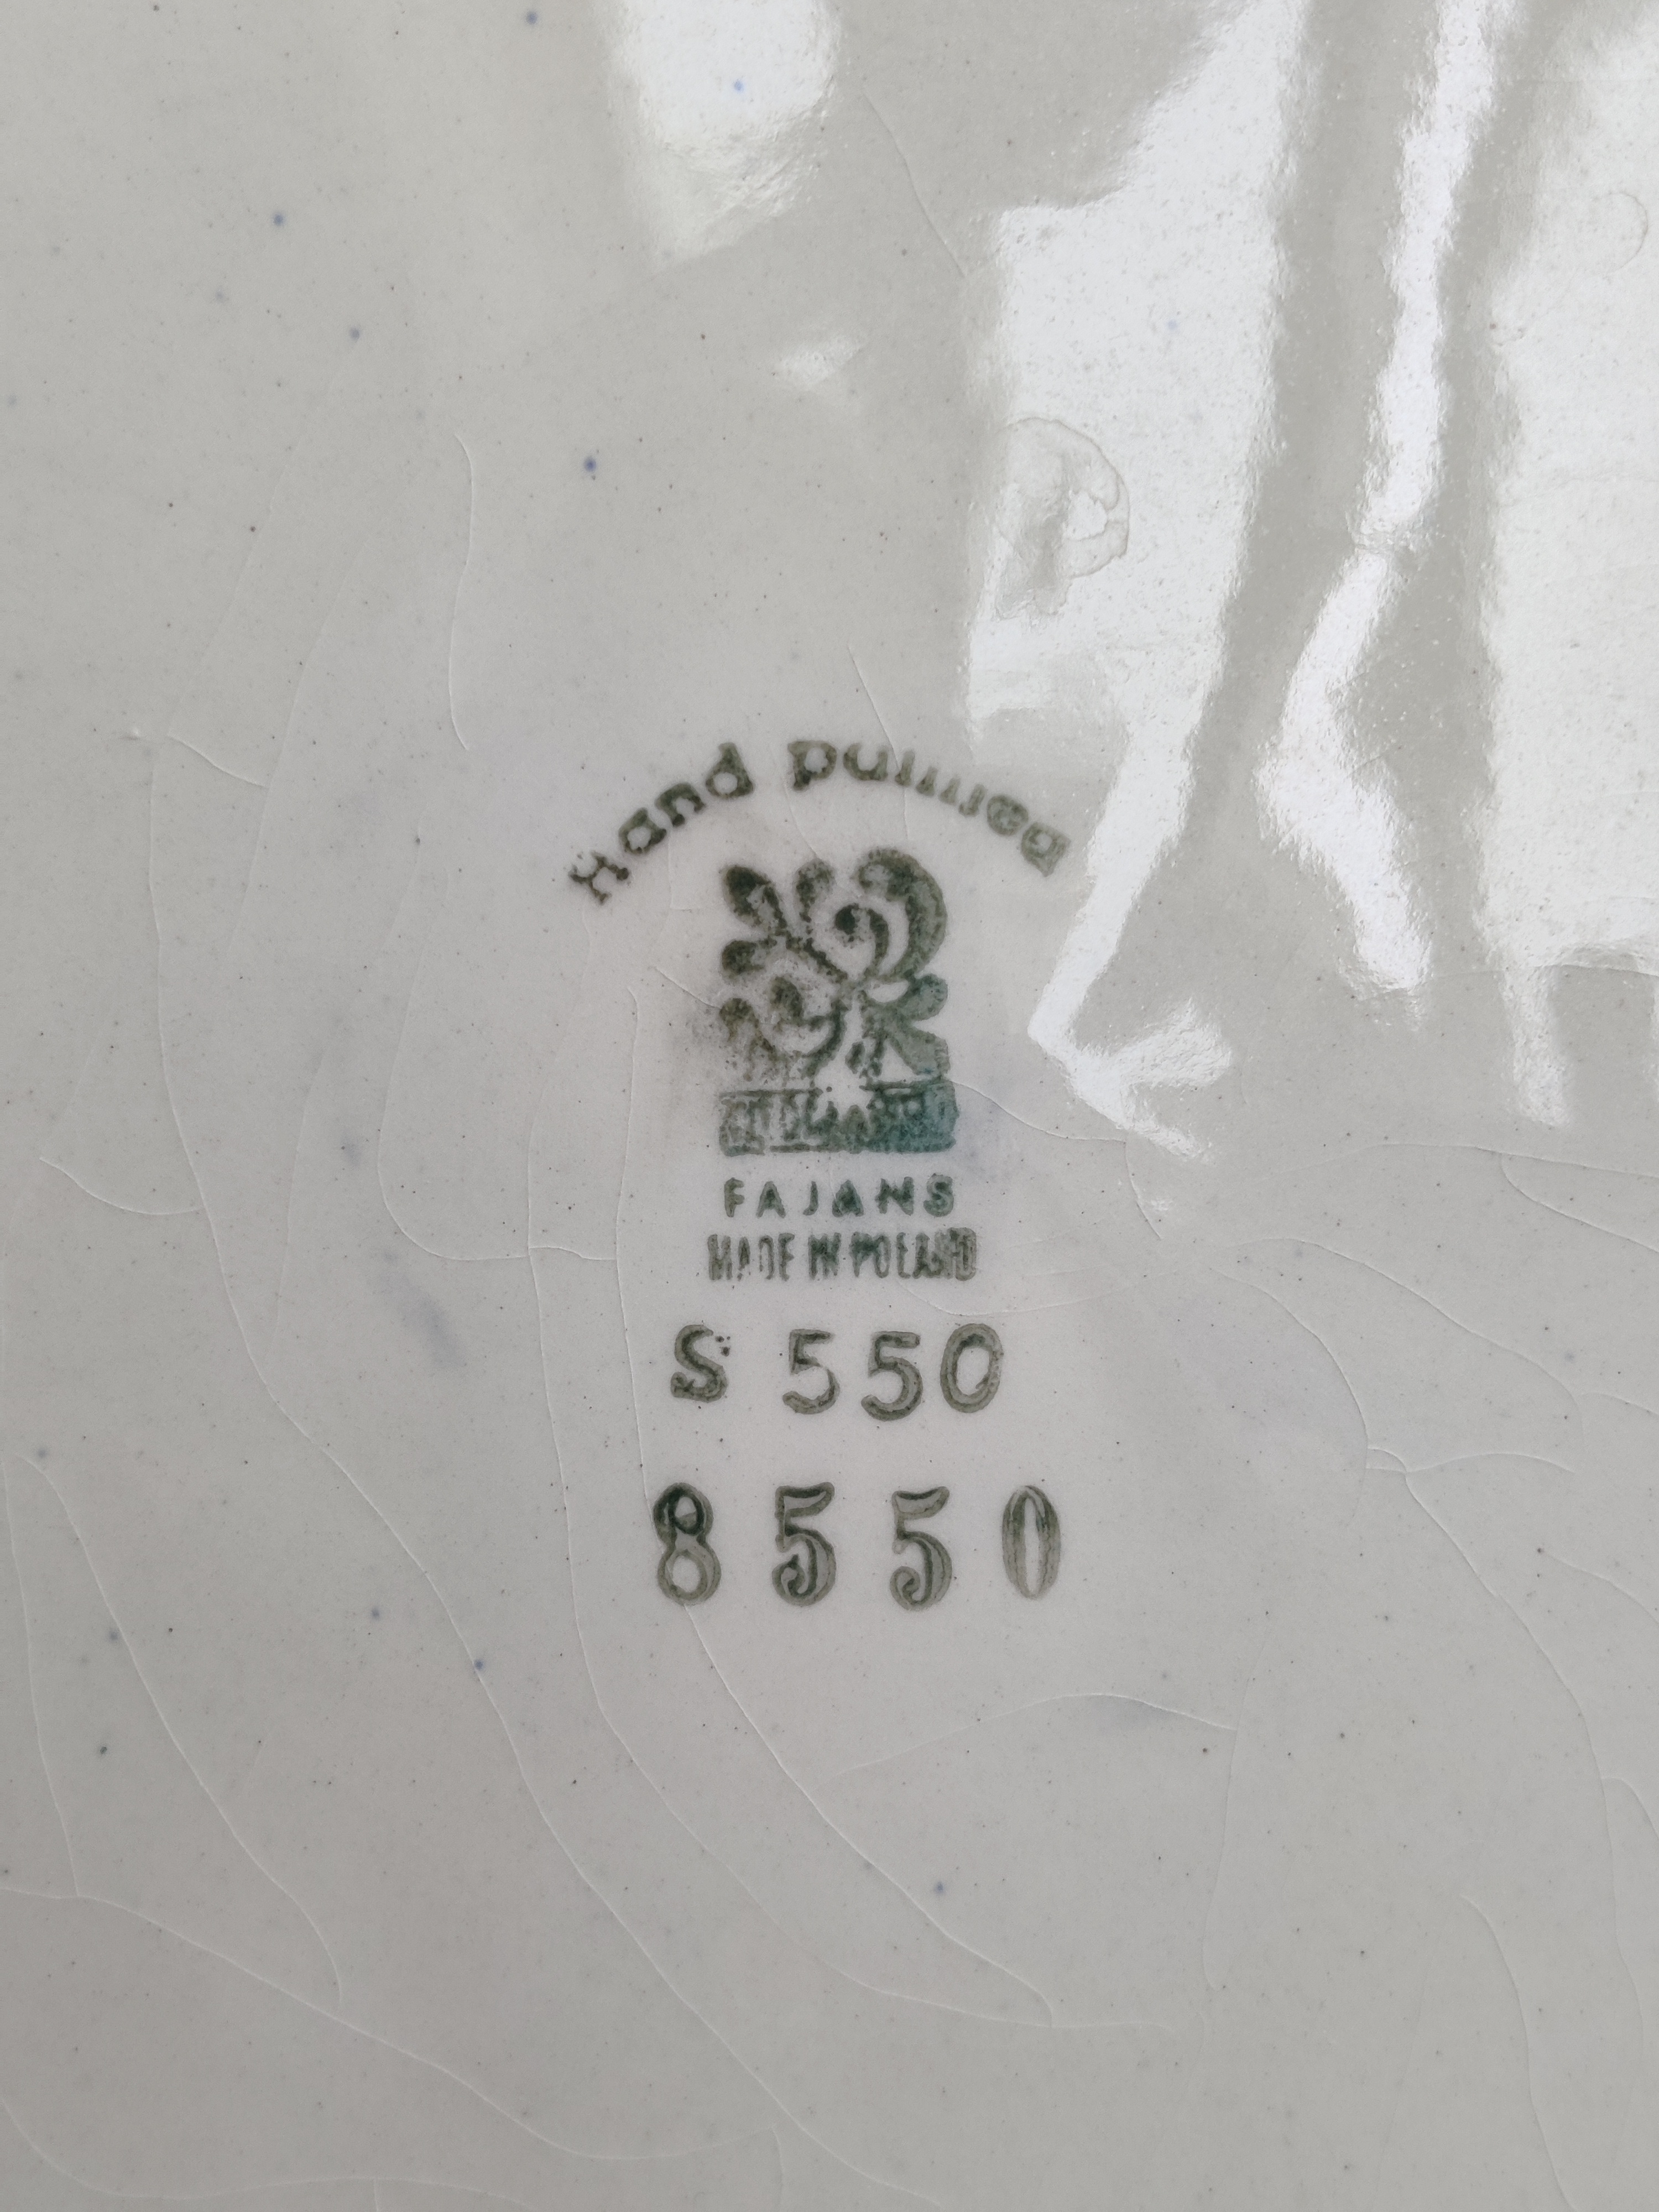 Hand painted
FAJANS
MADE IN POLAND
S 550
8550